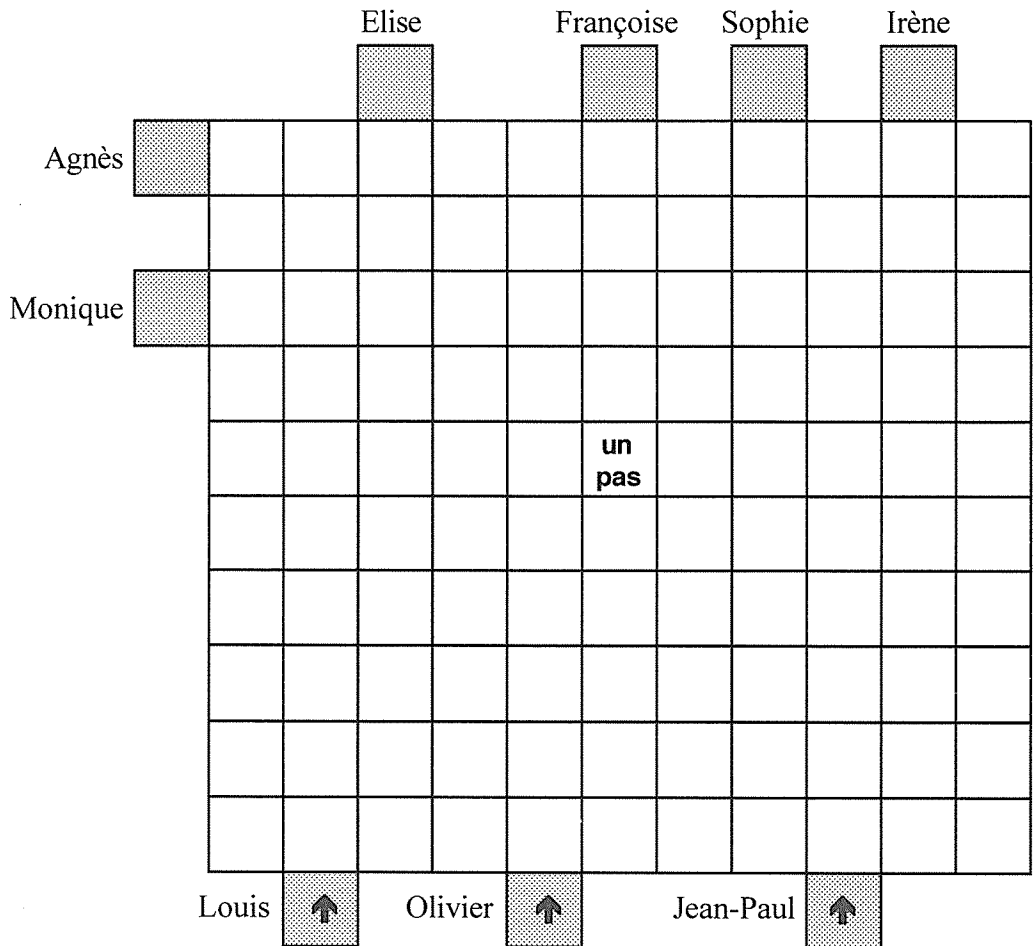 Elise Françoise Sophie Irène
Agnès
Monique
un
pas
Louis Olivier Jean-Paul